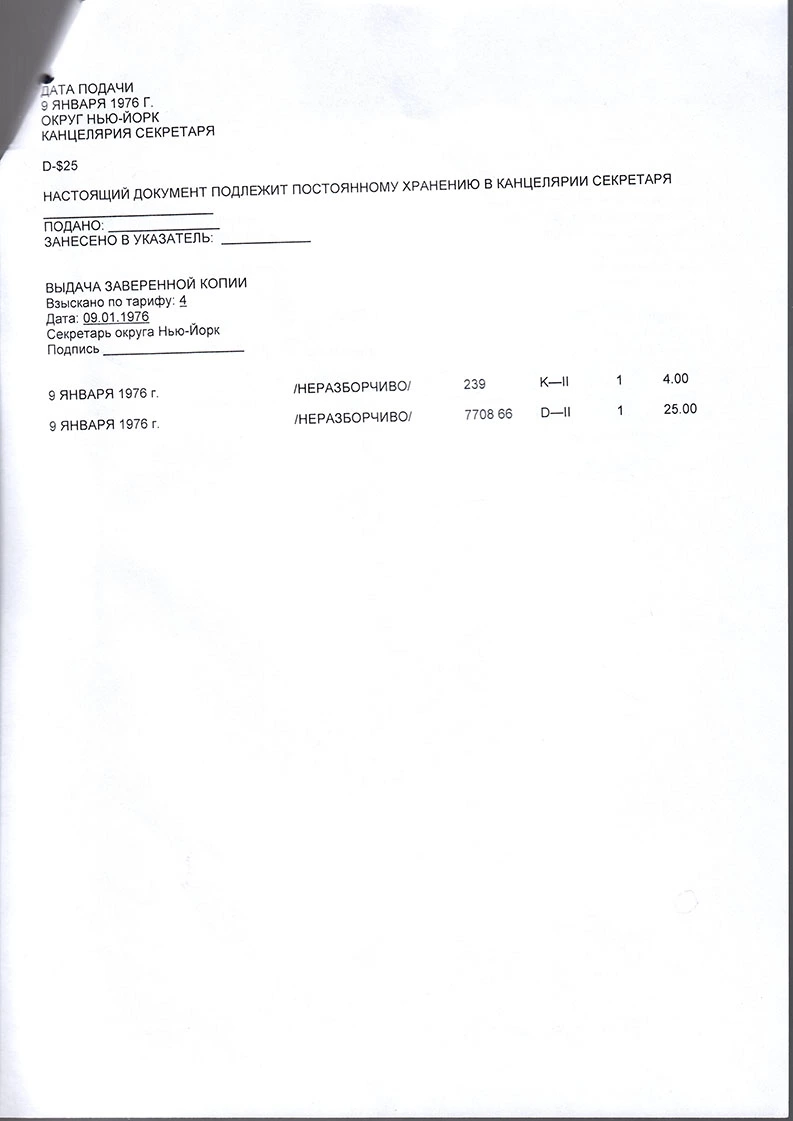 ДАТА ПОДАЧИ
9 ЯНВАРЯ 1976 Г.
ОКРУГ НЬЮ-ЙОРК
КАНЦЕЛЯРИЯ СЕКРЕТАРЯ
D-$25
НАСТОЯЩИЙ ДОКУМЕНТ ПОДЛЕЖИТ ПОСТОЯННОМУ ХРАНЕНИЮ В КАНЦЕЛЯРИИ СЕКРЕТАРЯ
ПОДАНО: ______________
ЗАНЕСЕНО В УКАЗАТЕЛЬ: ___________
ВЫДАЧА ЗАВЕРЕННОЙ КОПИИ
Взыскано по тарифу: 4
Дата: 09.01.1976
Секретарь округа Нью-Йорк
Подпись __________________
9 ЯНВАРЯ 1976 г. /НЕРАЗБОРЧИВО/ 239 K—II 1 4.00
9 ЯНВАРЯ 1976 г. /НЕРАЗБОРЧИВО/ 7708 66 D—II 1 25.00